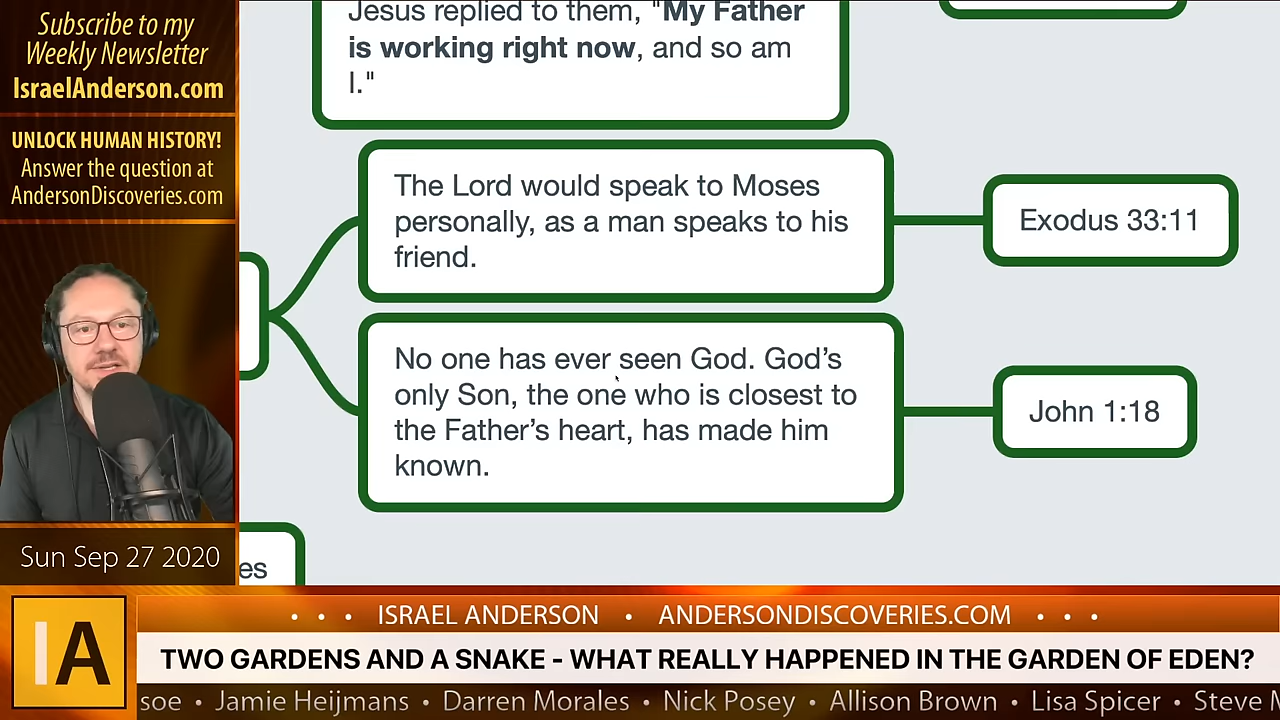 Subscribe to my
Weekly Newsletter
IsraelAnderson.com
UNLOCK HUMAN HISTORY!
Answer the question at
AndersonDiscoveries.com
Jesus replied to them, "My Father
is working right now, and so am
I."
The Lord would speak to Moses
personally, as a man speaks to his
friend.
Exodus 33:11
No one has ever seen God. God’s
only Son, the one who is closest to
the Father’s heart, has made him
known.
John 1:18
es
Sun Sep 27 2020
IA
• • • ISRAEL ANDERSON • ANDERSONDISCOVERIES.COM • • •
TWO GARDENS AND A SNAKE - WHAT REALLY HAPPENED IN THE GARDEN OF EDEN?
soe • Jamie Heijmans • Darren Morales • Nick Posey • Allison Brown • Lisa Spicer • Steve